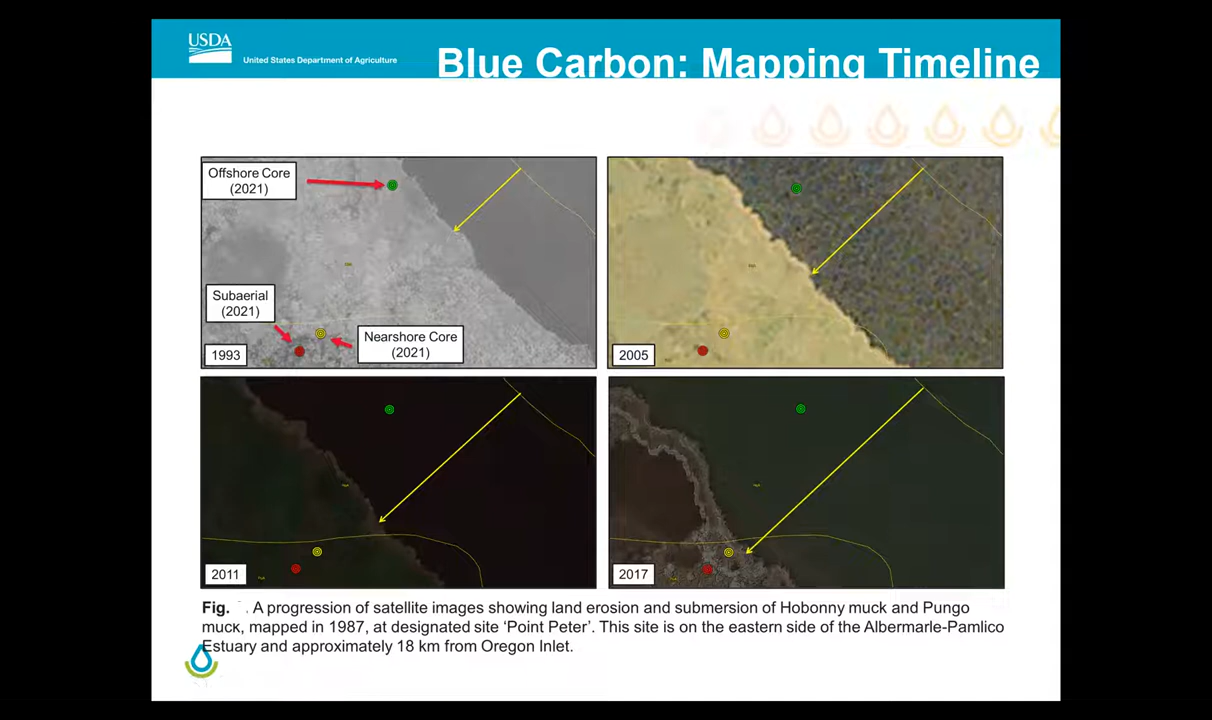 USDA
United States Department of Agriculture
Blue Carbon: Mapping Timeline
Offshore Core
(2021)
Subaerial
(2021)
Nearshore Core
(2021)
1993
2005
2011
2017
Fig. . A progression of satellite images showing land erosion and submersion of Hobonny muck and Pungo
muck, mapped in 1987, at designated site ‘Point Peter’. This site is on the eastern side of the Albermarle-Pamlico
Estuary and approximately 18 km from Oregon Inlet.